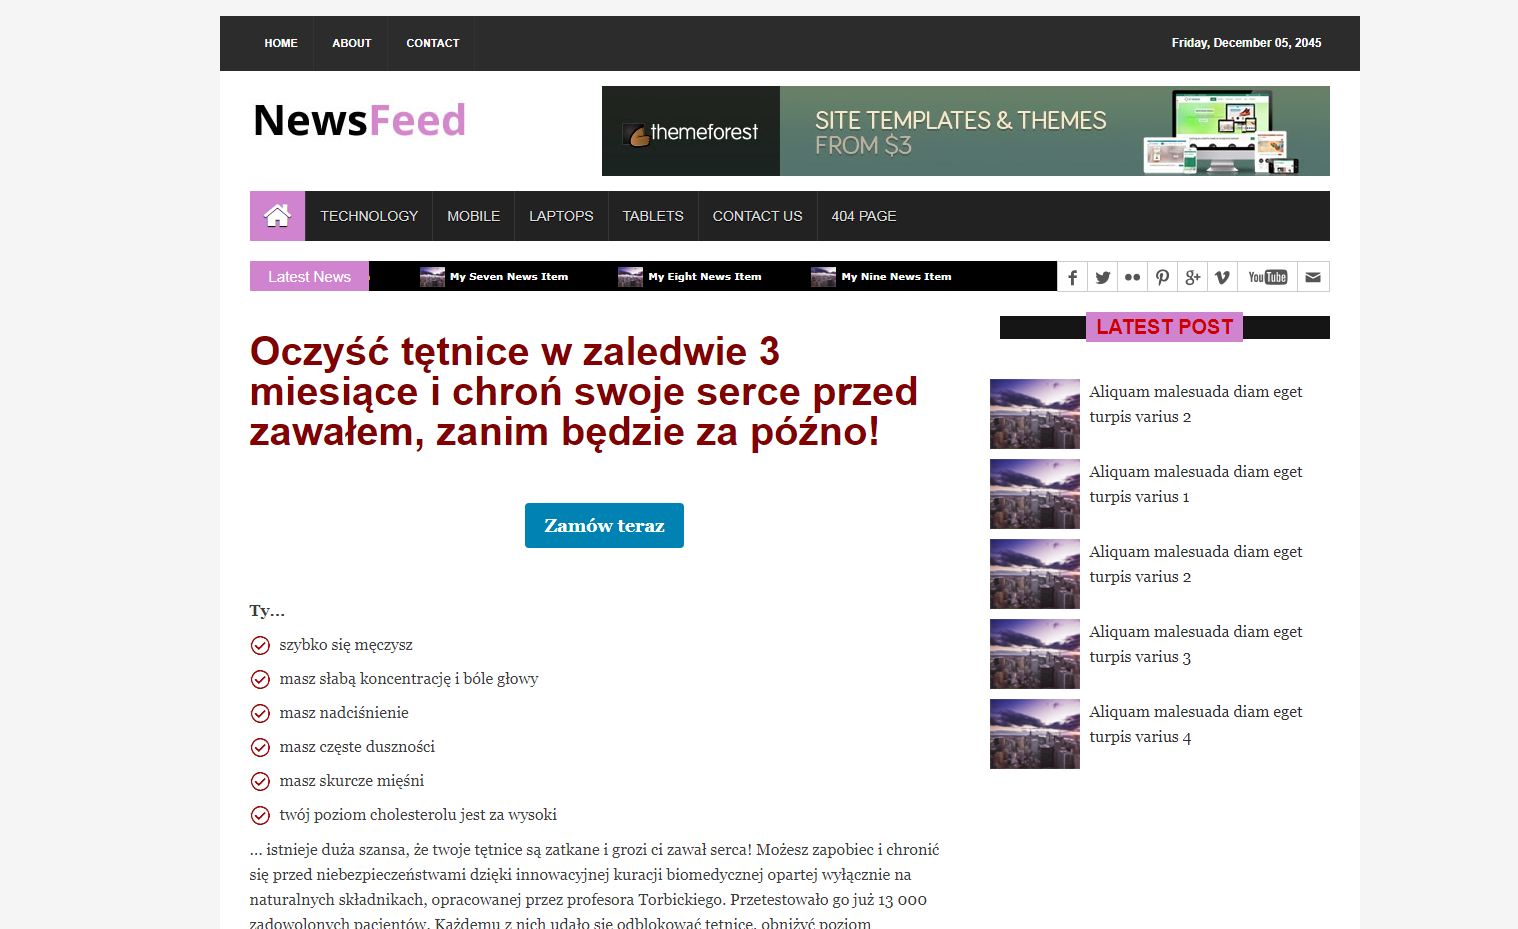 HOME ABOUT CONTACT Friday, December 05, 2045
NewsFeed
themeforest
SITE TEMPLATES & THEMES
FROM $3
TECHNOLOGY MOBILE LAPTOPS TABLETS CONTACT US 404 PAGE
Latest News My Seven News Item My Eight News Item My Nine News Item You Tube
Oczyść tętnice w zaledwie 3
miesiące i chroń swoje serce przed
zawałem, zanim będzie za późno!
Zamów teraz
Ty…
szybko się męczysz
masz słabą koncentrację i bóle głowy
masz nadciśnienie
masz częste duszności
masz skurcze mięśni
twój poziom cholesterolu jest za wysoki
… istnieje duża szansa, że twoje tętnice są zatkane i grozi ci zawał serca! Możesz zapobiec i chronić
się przed niebezpieczeństwami dzięki innowacyjnej kuracji biomedycznej opartej wyłącznie na
naturalnych składnikach, opracowanej przez profesora Torbickiego. Przetestowało go już 13 000
zadowolonych pacjentów. Każdemu z nich udało się odblokować tętnice, obniżyć poziom
LATEST POST
Aliquam malesuada diam eget
turpis varius 2
Aliquam malesuada diam eget
turpis varius 1
Aliquam malesuada diam eget
turpis varius 2
Aliquam malesuada diam eget
turpis varius 3
Aliquam malesuada diam eget
turpis varius 4